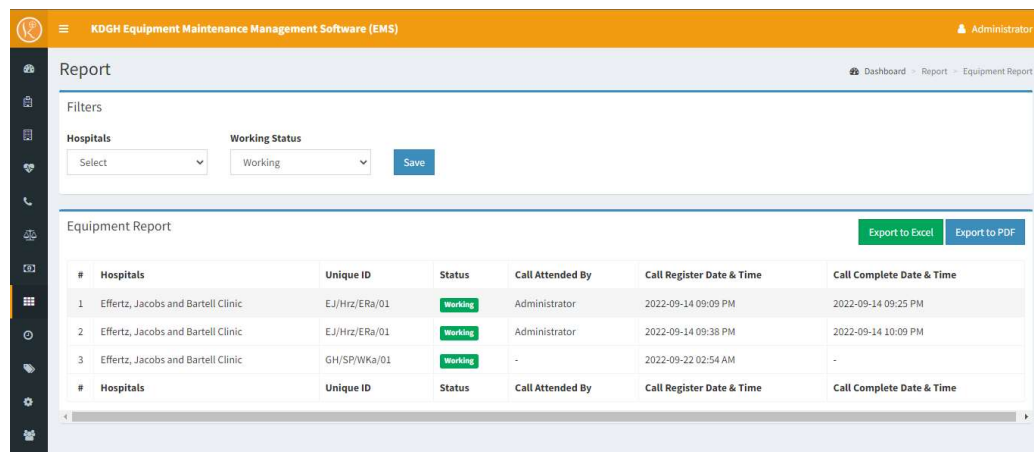 KDGH Equipment Maintenance Management Software (EMS) Administrator
Report Dashboard > Report > Equipment Report
Filters
Hospitals Working Status
Select Working Save
Equipment Report Export to Excel Export to PDF
# Hospitals Unique ID Status Call Attended By Call Register Date & Time Call Complete Date & Time
1 Effertz, Jacobs and Bartell Clinic EJ/Hrz/ERa/01 Working Administrator 2022-09-14 09:09 PM 2022-09-14 09:25 PM
2 Effertz, Jacobs and Bartell Clinic EJ/Hrz/ERa/01 Working Administrator 2022-09-14 09:38 PM 2022-09-14 10:09 PM
3 Effertz, Jacobs and Bartell Clinic GH/SP/WKa/01 Working - 2022-09-22 02:54 AM -
# Hospitals Unique ID Status Call Attended By Call Register Date & Time Call Complete Date & Time